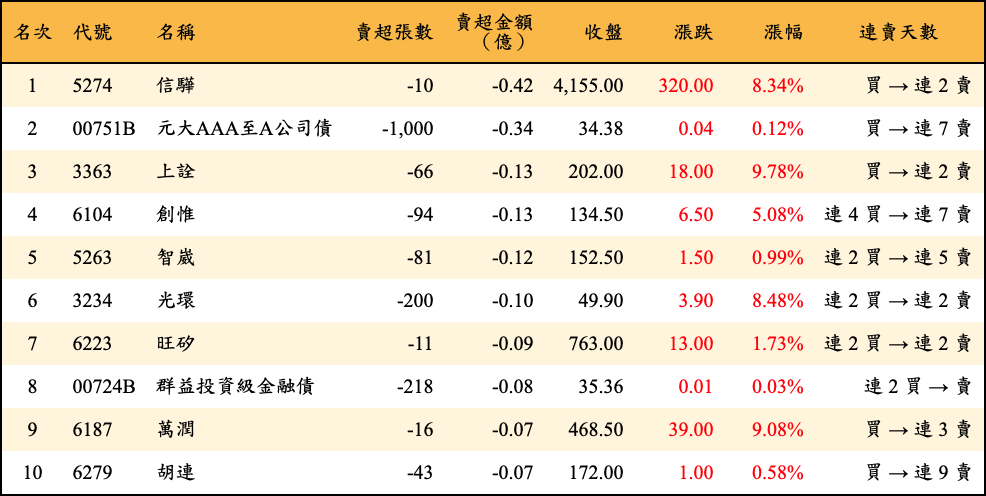 名次 代號 名稱 賣超張數 賣超金額(億) 收盤 漲跌 漲幅 連賣天數
1 5274 信驊 -10 -0.42 4,155.00 320.00 8.34% 買 → 連 2 賣
2 00751B 元大AAA至A公司債 -1,000 -0.34 34.38 0.04 0.12% 買 → 連 7 賣
3 3363 上詮 -66 -0.13 202.00 18.00 9.78% 買 → 連 2 賣
4 6104 創惟 -94 -0.13 134.50 6.50 5.08% 連 4 買 → 連 7 賣
5 5263 智崴 -81 -0.12 152.50 1.50 0.99% 連 2 買 → 連 5 賣
6 3234 光環 -200 -0.10 49.90 3.90 8.48% 連 2 買 → 連 2 賣
7 6223 旺矽 -11 -0.09 763.00 13.00 1.73% 連 2 買 → 連 2 賣
8 00724B 群益投資級金融債 -218 -0.08 35.36 0.01 0.03% 連 2 買 → 賣
9 6187 萬潤 -16 -0.07 468.50 39.00 9.08% 買 → 連 3 賣
10 6279 胡連 -43 -0.07 172.00 1.00 0.58% 買 → 連 9 賣